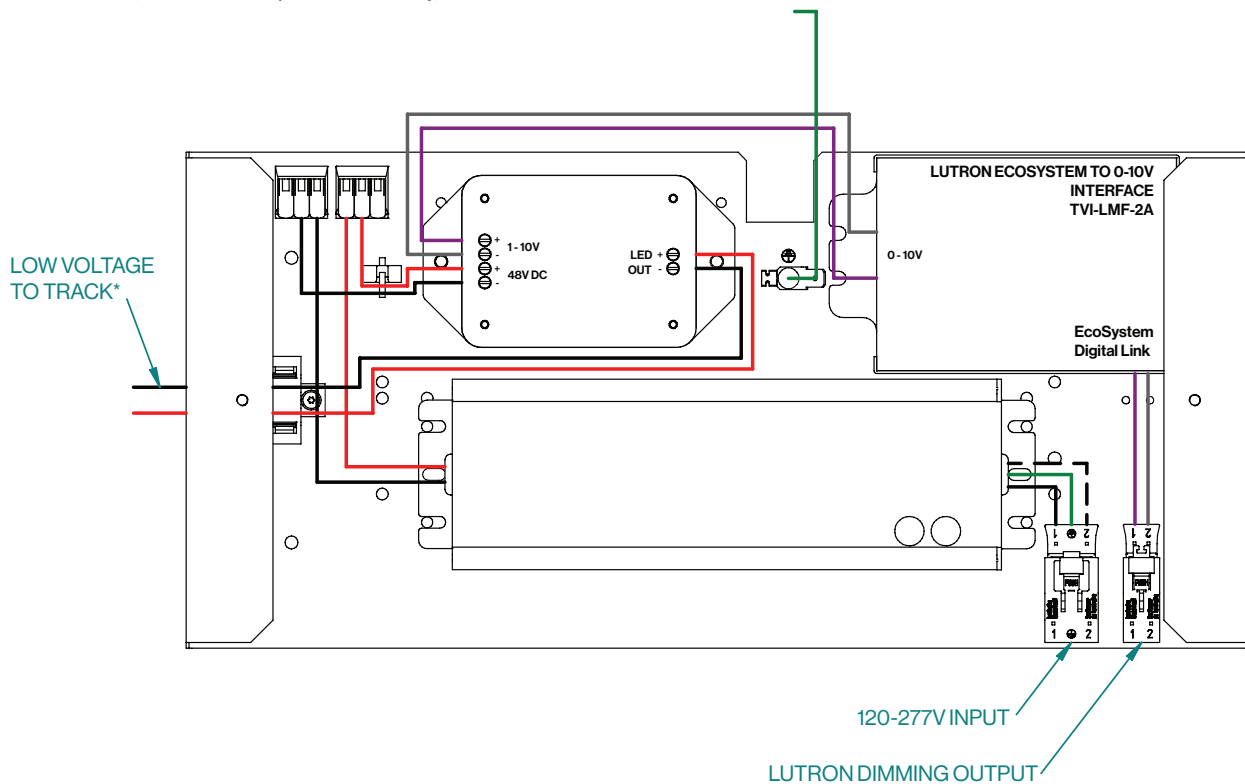 LUTRON ECOSYSTEM TO 0-10V
INTERFACE
TVI-LMF-2A
+
1 - 10V
-
+
48V DC
-
LED +
OUT -
0 - 10V
LOW VOLTAGE
TO TRACK*
EcoSystem
Digital Link
1 2
1 2
PUSH
PUSH
1 2
1 2
120-277V INPUT
LUTRON DIMMING OUTPUT